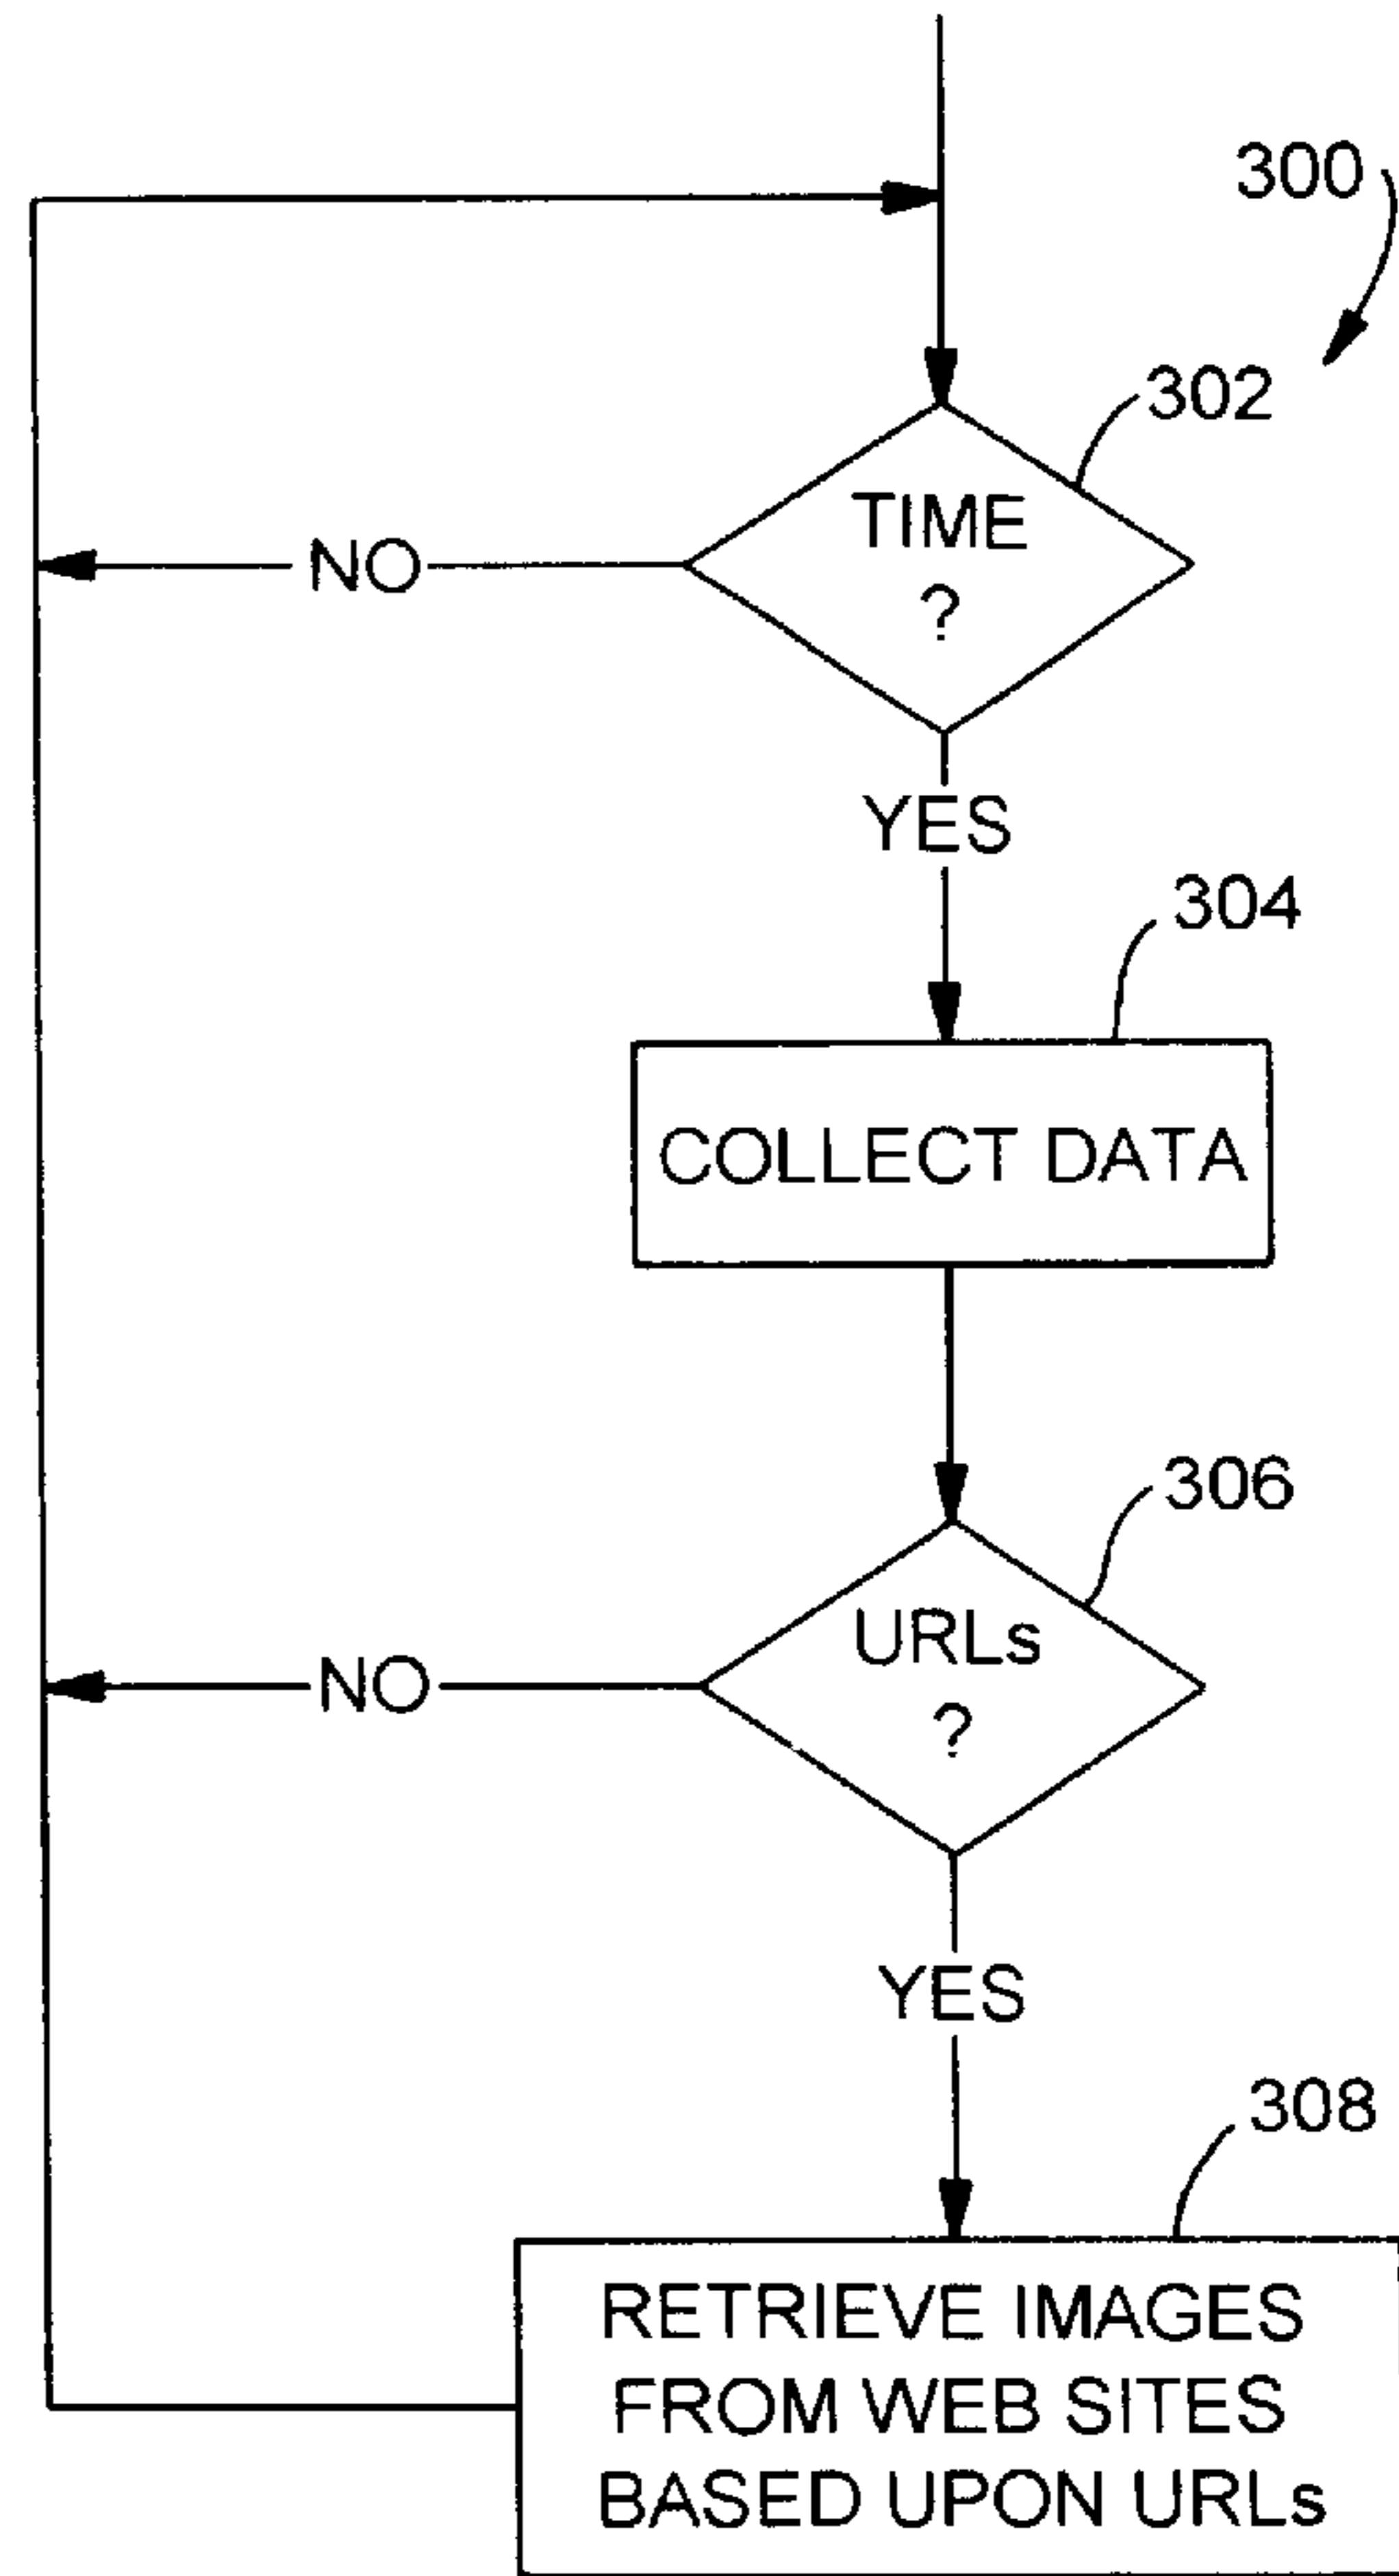 300
302
TIME
?
NO
YES
304
COLLECT DATA
306
URLs
?
NO
YES
308
RETRIEVE IMAGES
FROM WEB SITES
BASED UPON URLs